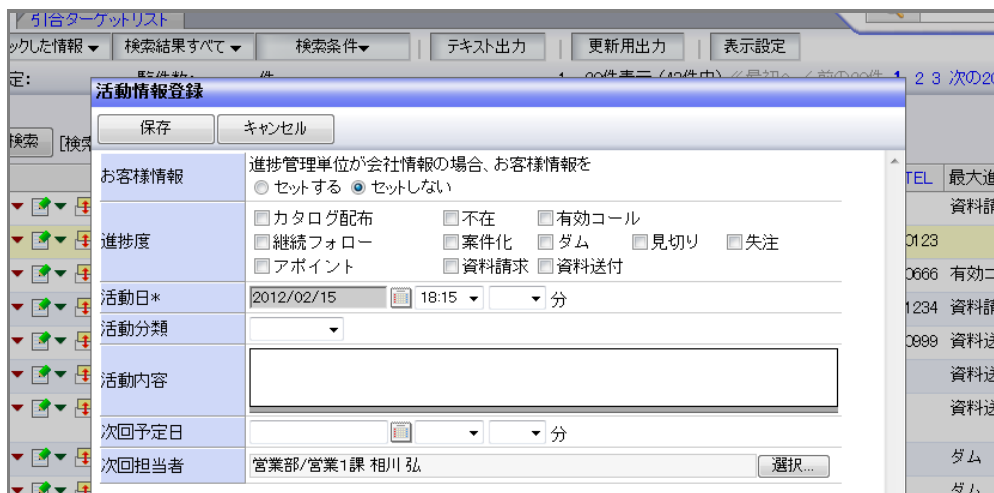 引合ターゲットリスト
ックした情報▼ 検索結果すべて▼ 検索条件▼ テキスト出力 更新用出力 表示設定
定: 1 2 3 次の20
活動情報登録
検索 [検索
保存 キャンセル
お客様情報 進捗管理単位が会社情報の場合、お客様情報を
セットする セットしない
TEL 最大進
資料請
進捗度
カタログ配布 不在 有効コール
継続フォロー 案件化 ダム 見切り 失注
アポイント 資料請求 資料送付
0123
0666 有効コ
活動日* 2012/02/15 18:15 分
1234 資料請
活動分類
0899 資料送
活動内容
資料送
資料送
次回予定日 分
次回担当者 営業部/営業1課 相川 弘 選択...
ダム
ダム